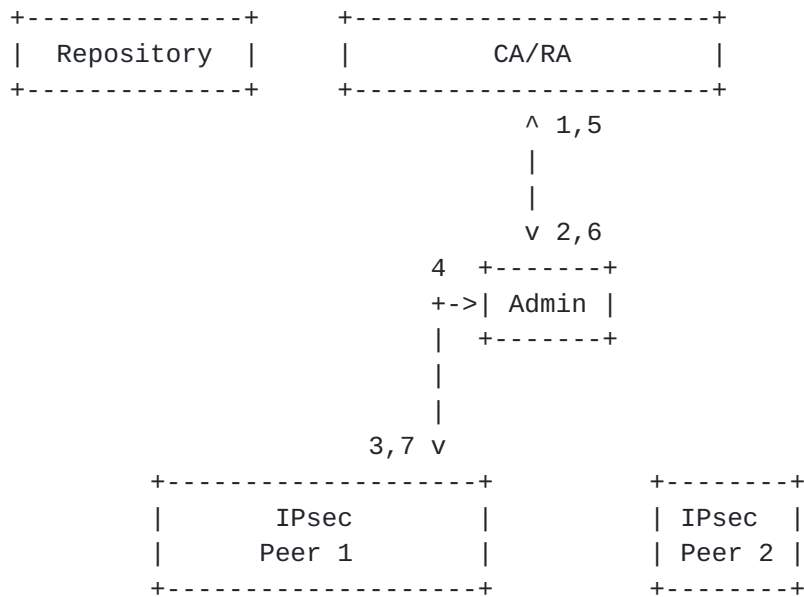 +--------------+     +-----------------------+
|  Repository  |     |         CA/RA         |
+--------------+     +-----------------------+
                                 ^ 1,5
                                 |
                                 |
                                 v 2,6
                           4  +-------+
                           +->| Admin |
                           |  +-------+
                           |
                           |
                       3,7 v
         +--------------------+          +--------+
         |       IPsec        |          | IPsec  |
         |      Peer 1        |          | Peer 2 |
         +--------------------+          +--------+